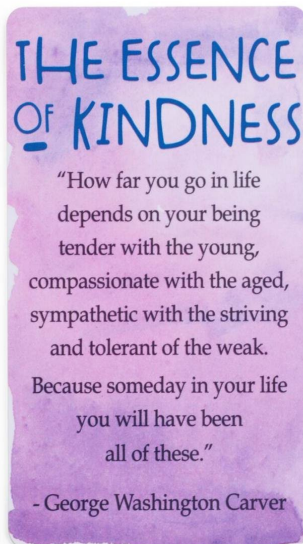 THE ESSENCE
OF KINDNESS
“How far you go in life
depends on your being
tender with the young,
compassionate with the aged,
sympathetic with the striving
and tolerant of the weak.
Because someday in your life
you will have been
all of these.”
- George Washington Carver